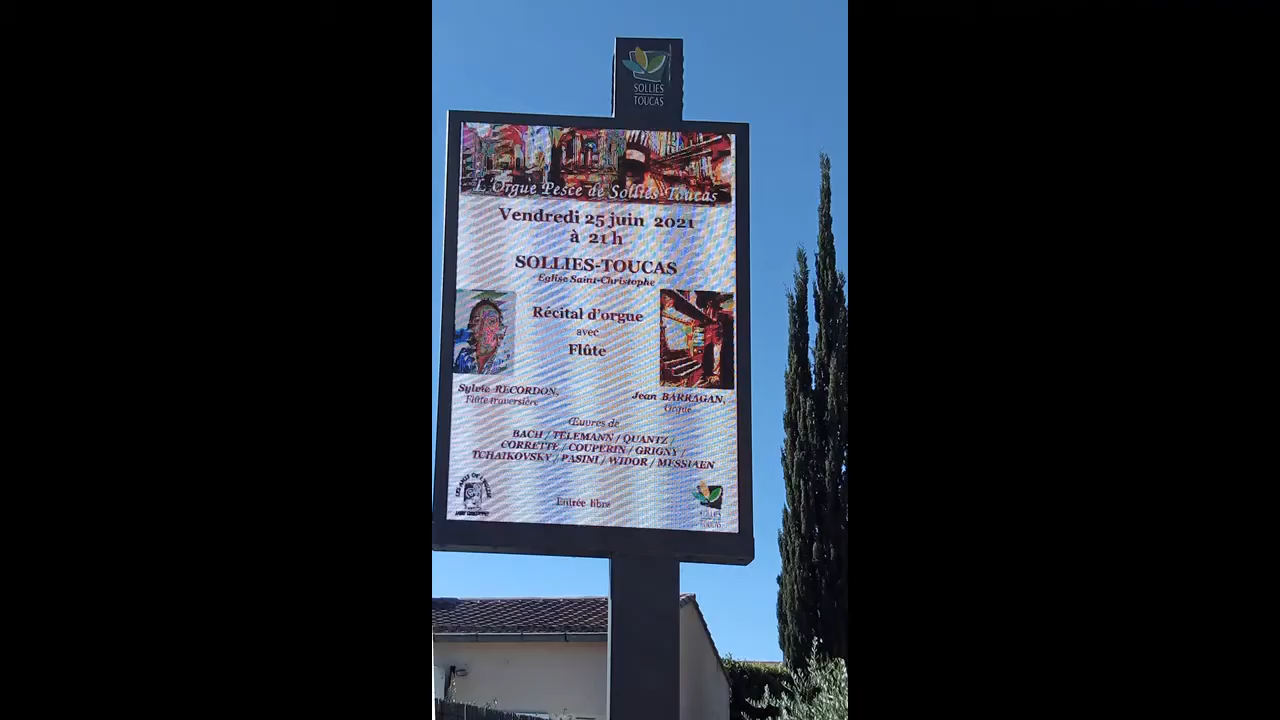 SOLLIES
TOUCAS
L'Orgue Pesce de Solliès-Toucas
Vendredi 25 juin 2021
à 21 h
SOLLIES-TOUCAS
Eglise Saint-Christophe
Récital d'orgue
avec
Flûte
Sylvie RECORDON,
Flûte traversière
Jean BARRAGAN,
Orgue
Œuvres de
BACH / TELEMANN / QUANTZ /
CORRETTE / COUPERIN / GRIGNY /
TCHAIKOVSKY / PASINI / WIDOR / MESSIAEN
Entrée libre
SOLLIES
TOUCAS